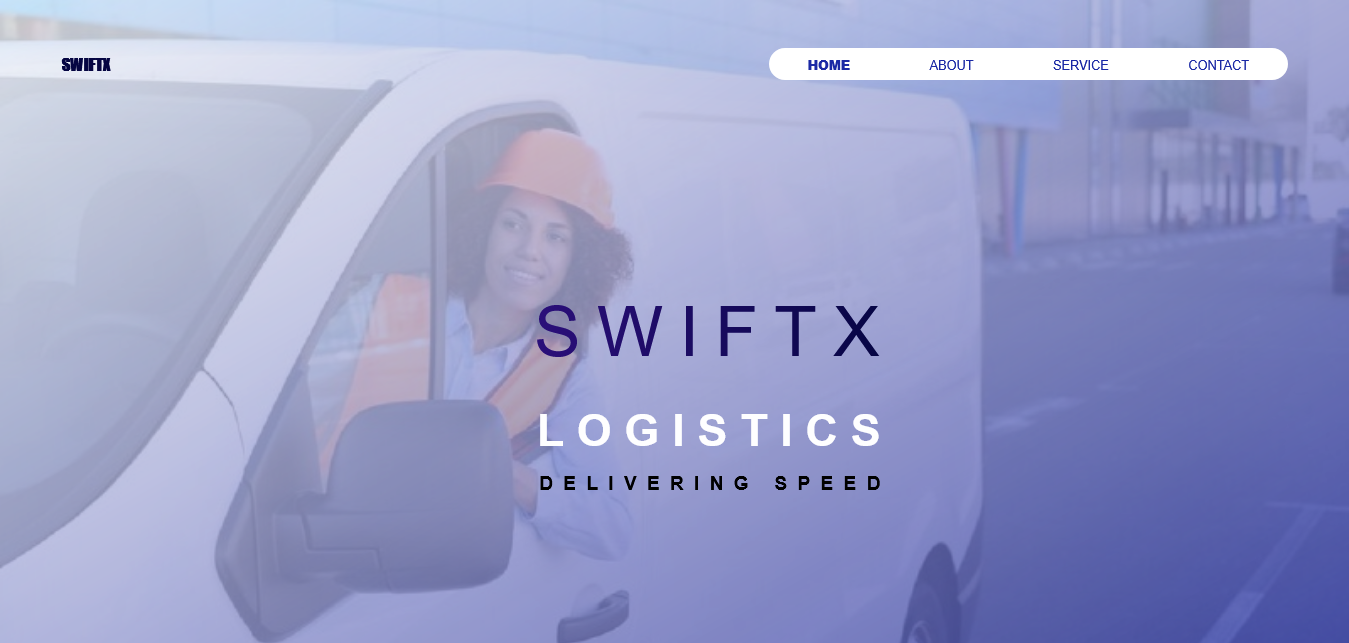 SWIFTX
HOME ABOUT SERVICE CONTACT
SWIFTX
LOGISTICS
DELIVERING SPEED